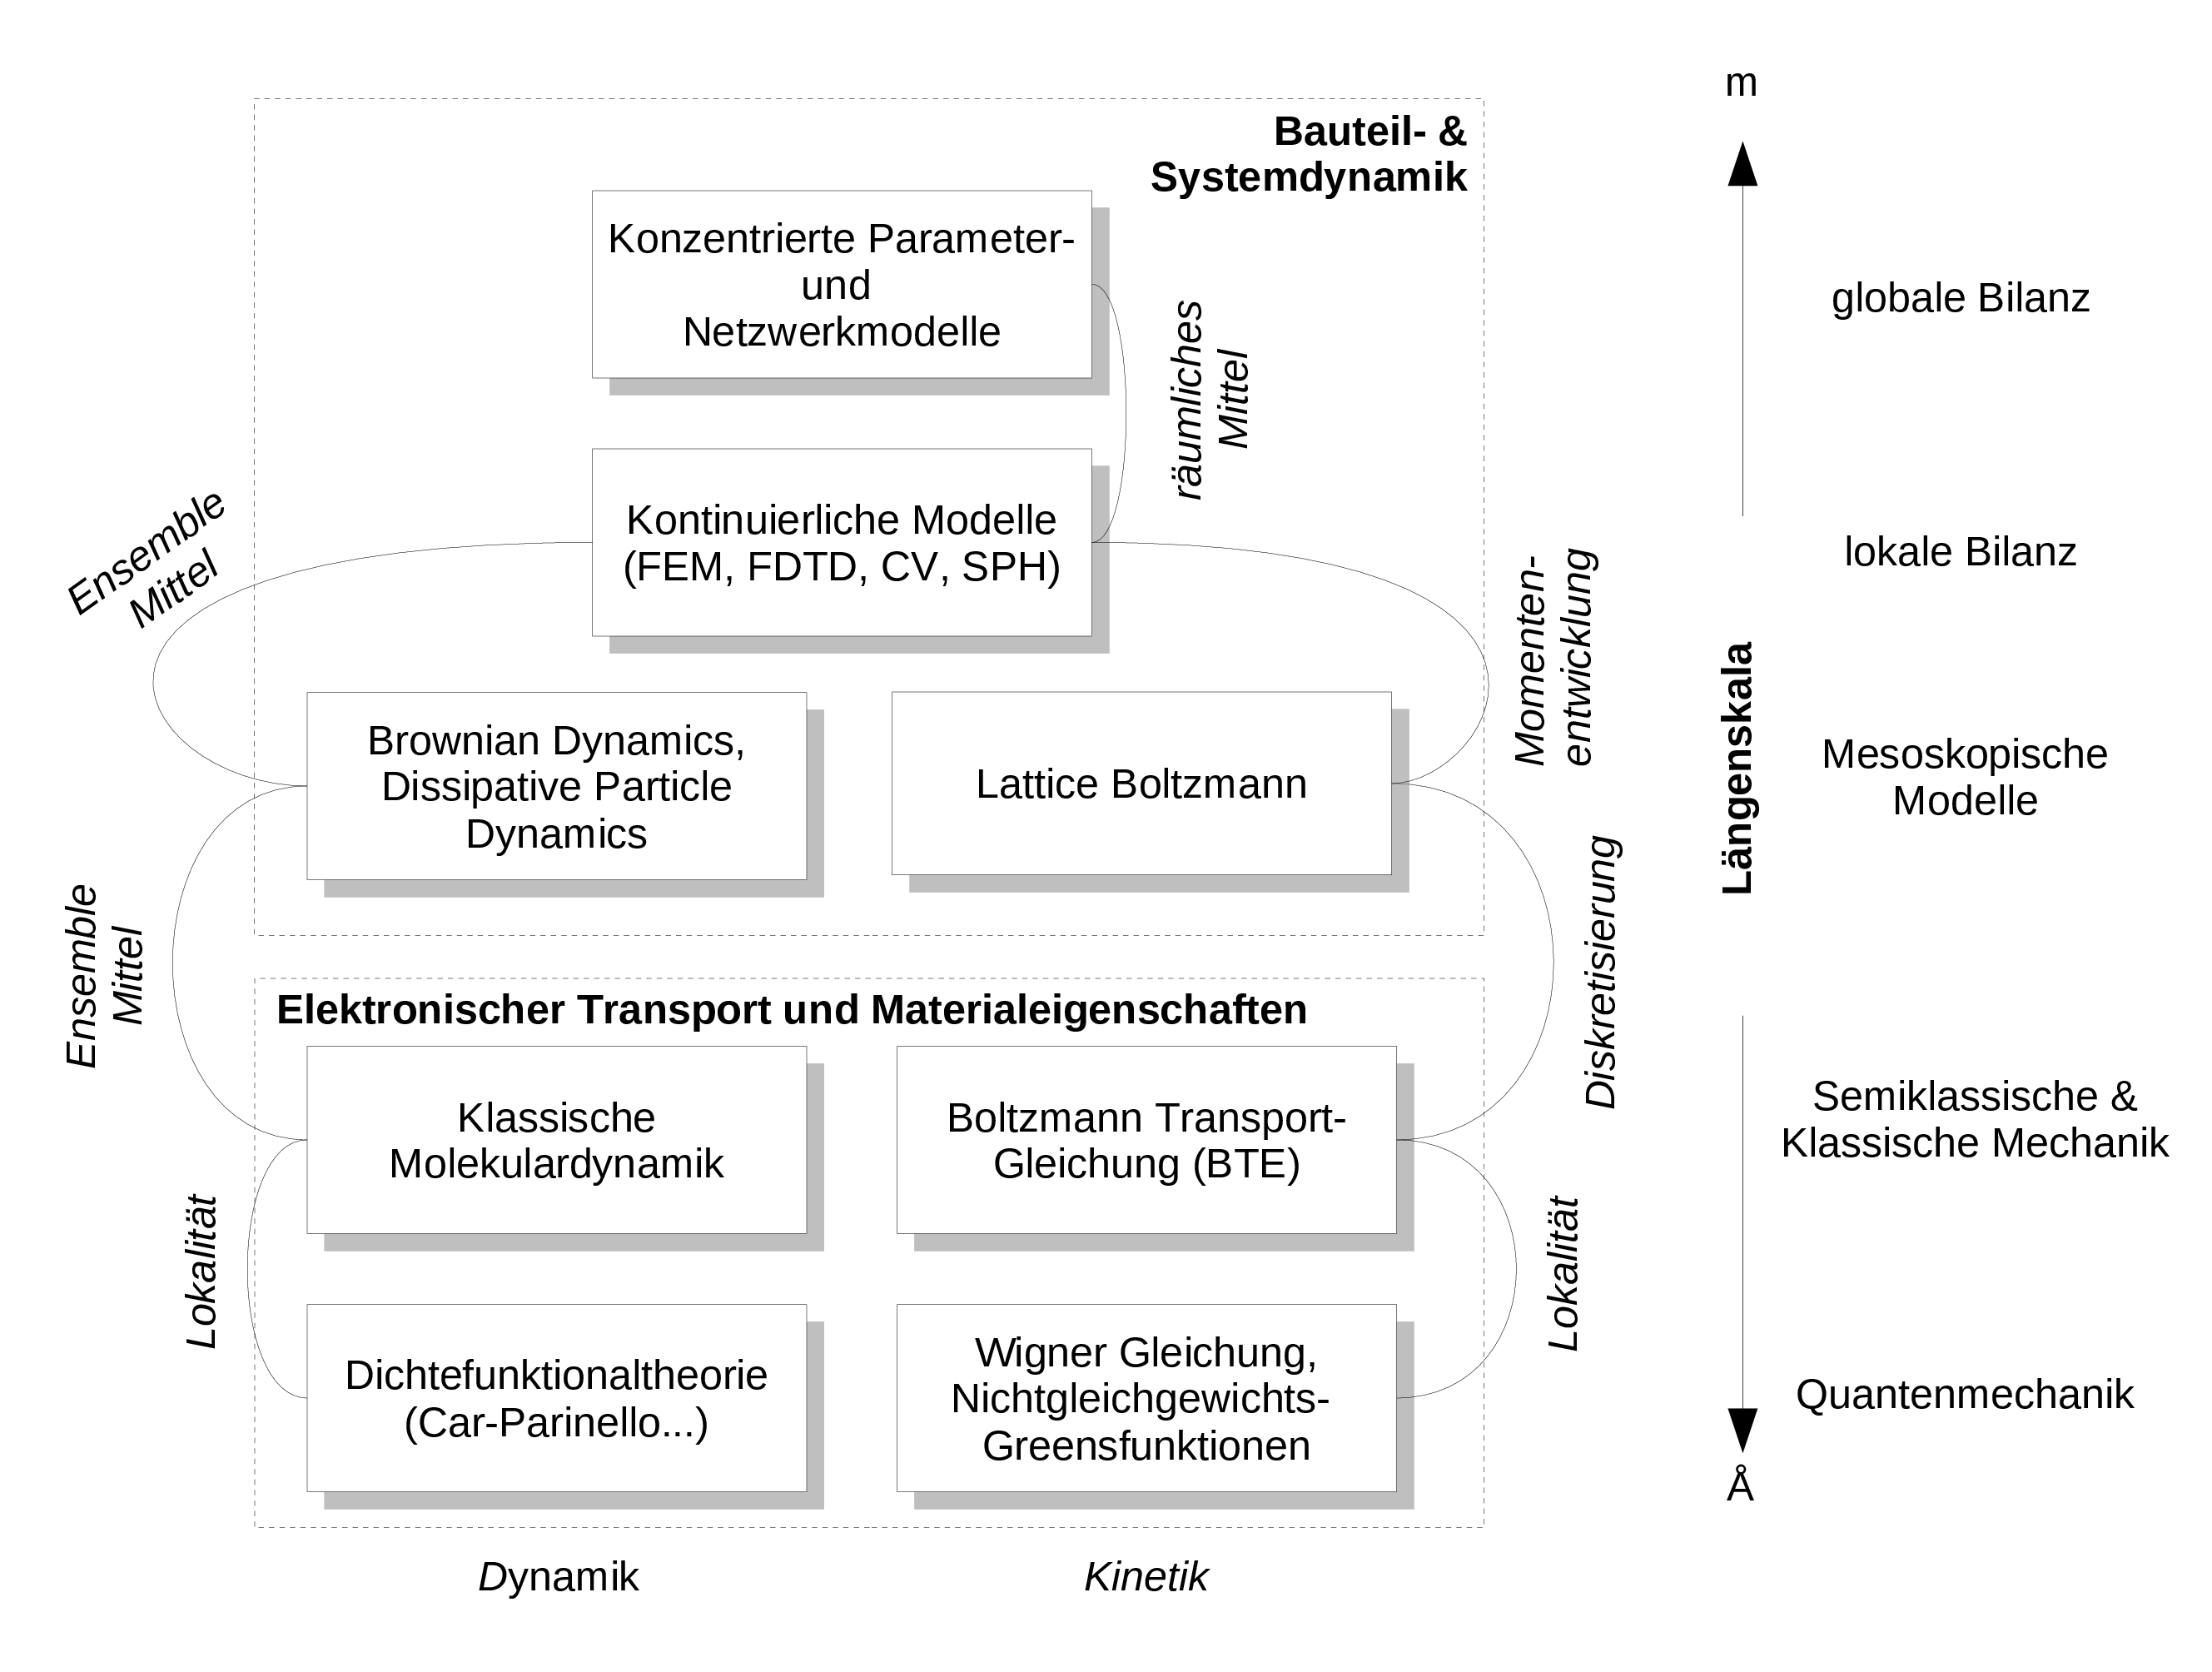 m
Bauteil- &
Systemdynamik
Konzentrierte Parameter-
und
Netzwerkmodelle
räumliches
Mittel
globale Bilanz
Kontinuierliche Modelle
(FEM, FDTD, CV, SPH)
lokale Bilanz
Ensemble
Mittel
Momenten-
entwicklung
Brownian Dynamics,
Dissipative Particle
Dynamics
Lattice Boltzmann
Längenskala
Mesoskopische
Modelle
Ensemble
Mittel
Diskretisierung
Elektronischer Transport und Materialeigenschaften
Klassische
Molekulardynamik
Boltzmann Transport-
Gleichung (BTE)
Semiklassische &
Klassische Mechanik
Lokalität
Lokalität
Dichtefunktionaltheorie
(Car-Parinello...)
Wigner Gleichung,
Nichtgleichgewichts-
Greensfunktionen
Quantenmechanik
Å
Dynamik
Kinetik